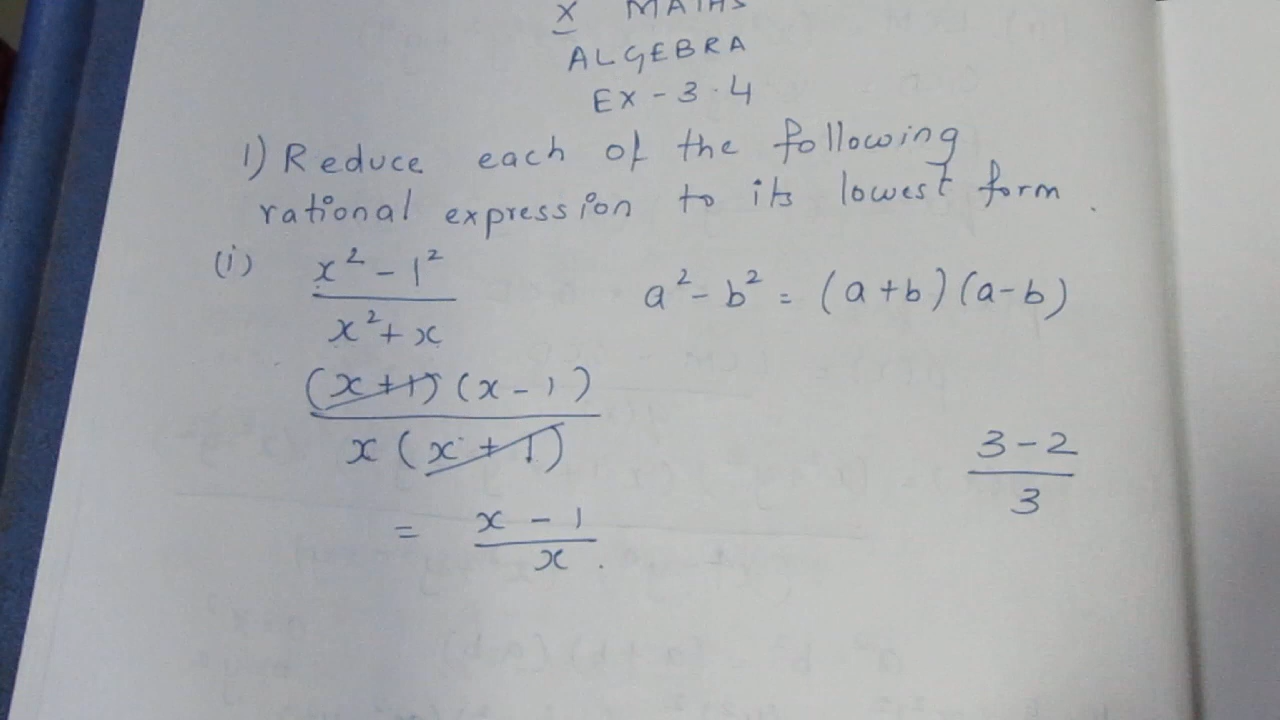 X MATHS
ALGEBRA
EX - 3.4
1) Reduce each of the following
rational expression to its lowest form.
(i) x² - 1²
x² + x
a² - b² = (a+b)(a-b)
(x+1)(x-1)
x(x+1)
= x - 1
x.
3 - 2
3